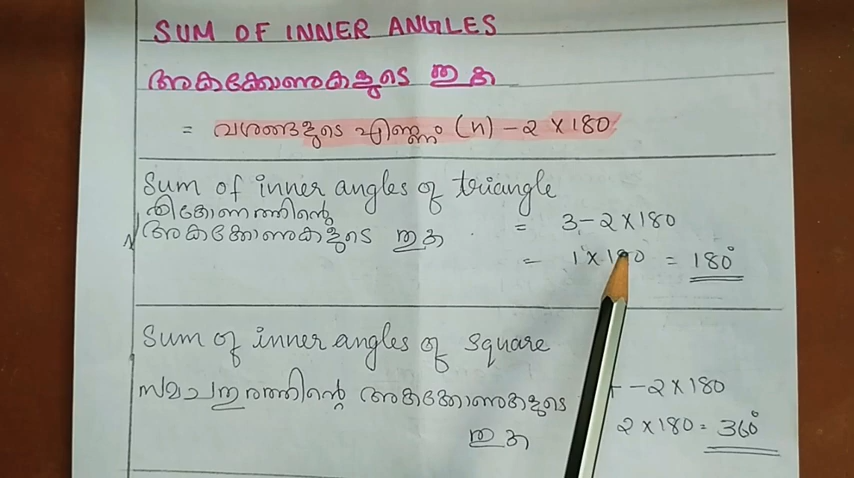 SUM OF INNER ANGLES
അകക്കോണുകളുടെ തുക
= വശങ്ങളുടെ എണ്ണം (n) - 2 × 180
Sum of inner angles of triangle
ത്രികോണത്തിന്റെ
അകക്കോണുകളുടെ തുക
= 3 - 2 × 180
= 1 × 180 = 180°
Sum of inner angles of square
സമചതുരത്തിന്റെ അകക്കോണുകളുടെ
തുക
- 2 × 180
2 × 180 = 360°